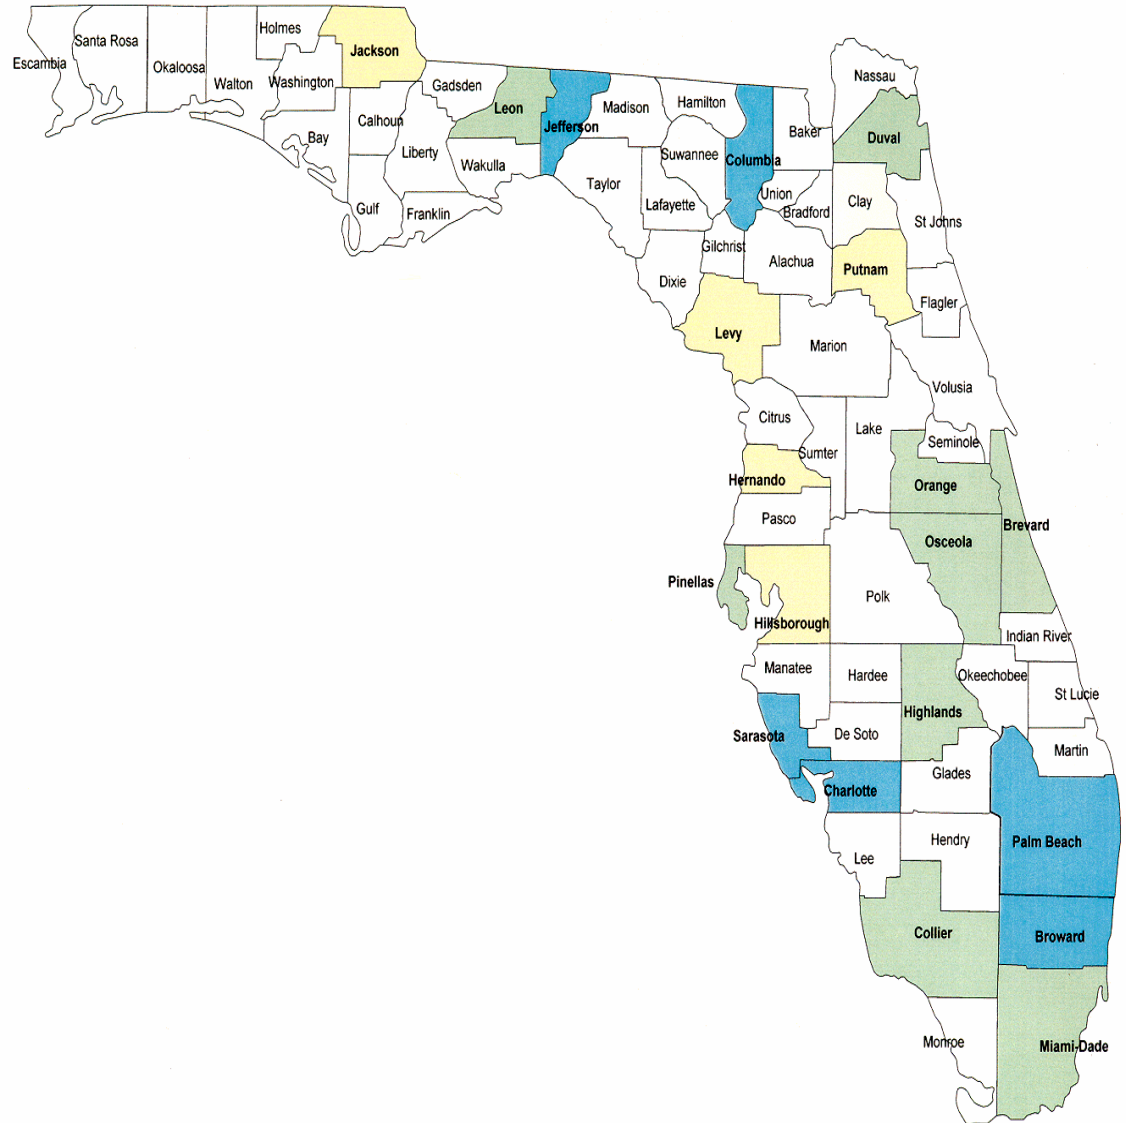 Escambia
Santa Rosa
Okaloosa
Walton
Holmes
Washington
Jackson
Bay
Calhoun
Gulf
Liberty
Gadsden
Franklin
Wakulla
Leon
Jefferson
Madison
Taylor
Hamilton
Suwannee
Lafayette
Dixie
Columbia
Gilchrist
Baker
Union
Bradford
Alachua
Nassau
Duval
Clay
St Johns
Putnam
Flagler
Levy
Marion
Volusia
Citrus
Sumter
Lake
Seminole
Hernando
Orange
Pasco
Brevard
Osceola
Pinellas
Polk
Hillsborough
Indian River
Manatee
Hardee
Okeechobee
St Lucie
Highlands
Sarasota
De Soto
Martin
Glades
Charlotte
Palm Beach
Hendry
Lee
Collier
Broward
Monroe
Miami-Dade